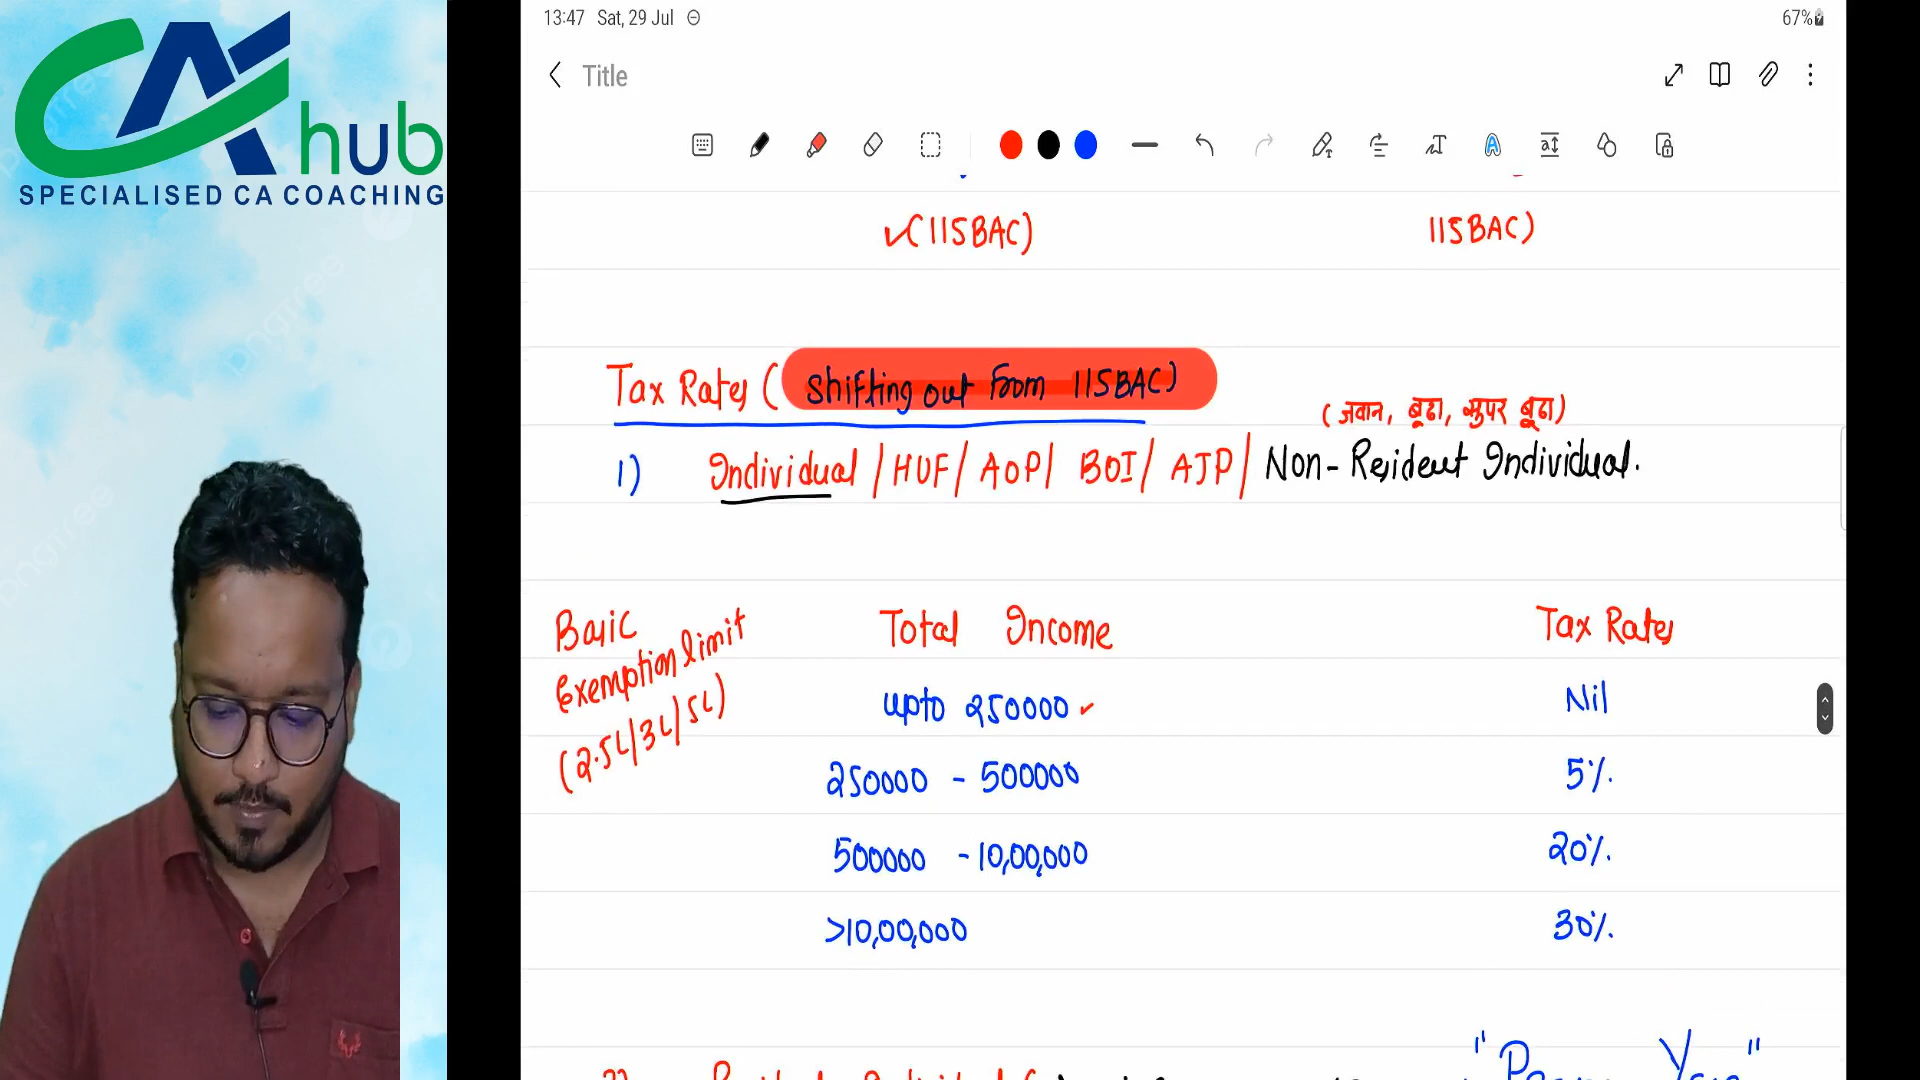 CA hub
SPECIALISED CA COACHING
13:47 Sat, 29 Jul
67%
Title
✓(115BAC)
115BAC)
Tax Rates ( Shifting out from 115BAC)
(जवान, बूढा, सुपर बूढा)
1) Individual / HUF / AOP / BOI / AJP / Non-Resident Individual.
Basic Exemption limit (2.5L/3L/5L)
Total Income
Tax Rates
upto 250000 ✓
Nil
250000 - 500000
5%.
500000 - 10,00,000
20%.
>10,00,000
30%.